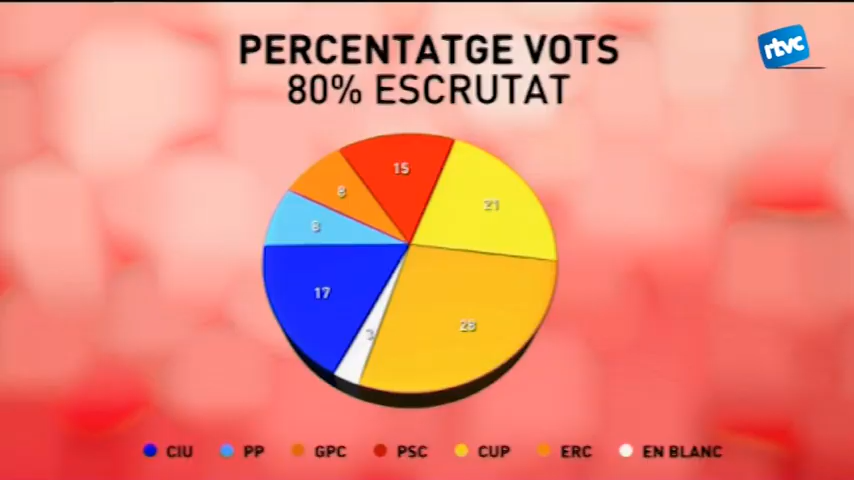 PERCENTATGE VOTS
rtvc
80% ESCRUTAT
15
8
21
8
17
28
3
CIU PP GPC PSC CUP ERC EN BLANC